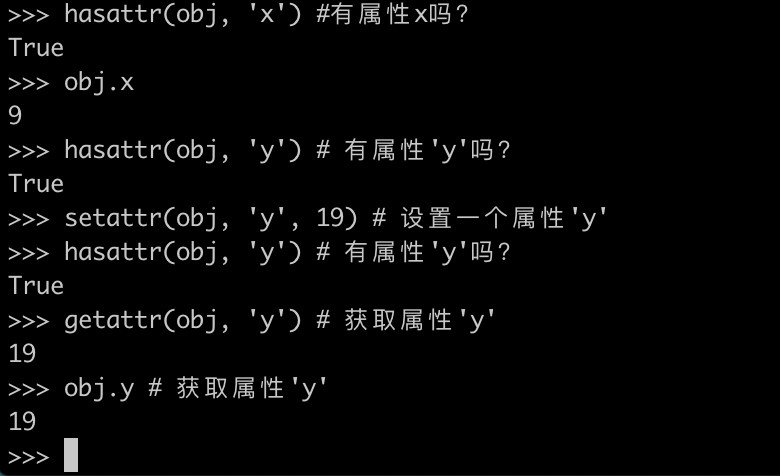 >>> hasattr(obj, 'x') #有属性x吗?
True
>>> obj.x
9
>>> hasattr(obj, 'y') # 有属性'y'吗?
True
>>> setattr(obj, 'y', 19) # 设置一个属性'y'
>>> hasattr(obj, 'y') # 有属性'y'吗?
True
>>> getattr(obj, 'y') # 获取属性'y'
19
>>> obj.y # 获取属性'y'
19
>>>